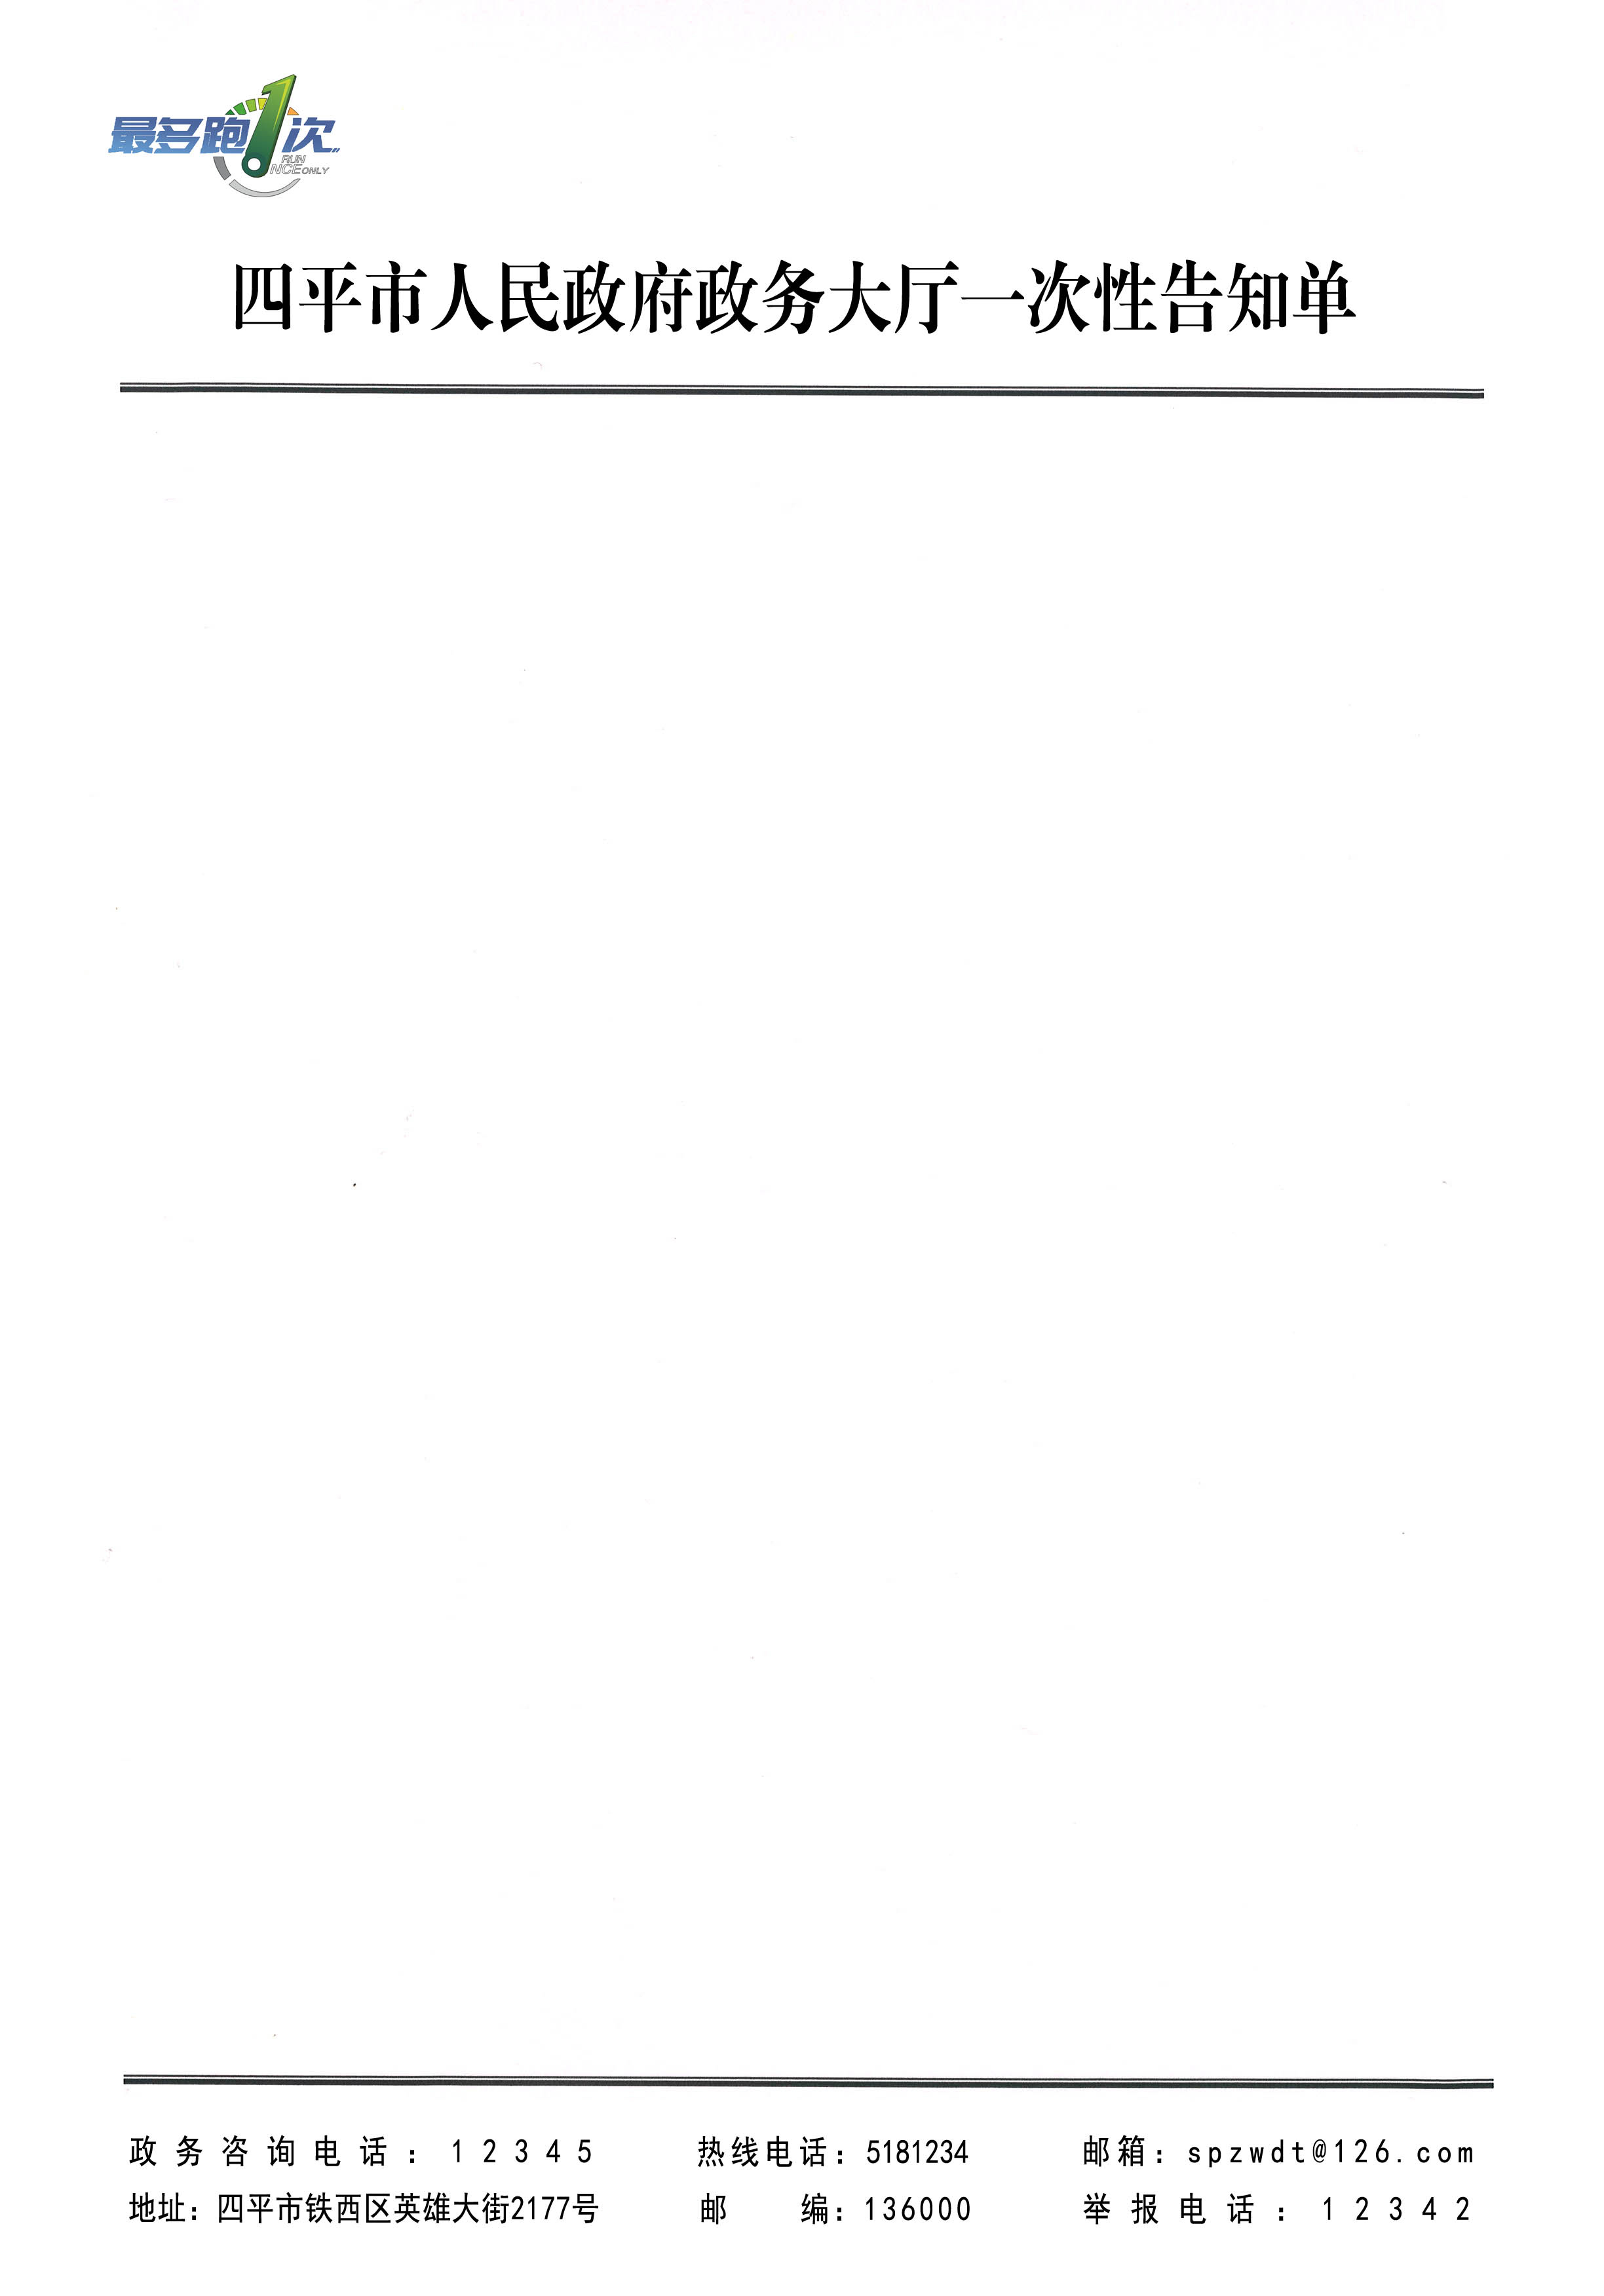 最多跑1次
RUN
NCE ONLY
四平市人民政府政务大厅一次性告知单
政务咨询电话：12345 热线电话：5181234 邮箱：spzwdt@126.com
地址：四平市铁西区英雄大街2177号 邮 编：136000 举报电话：12342